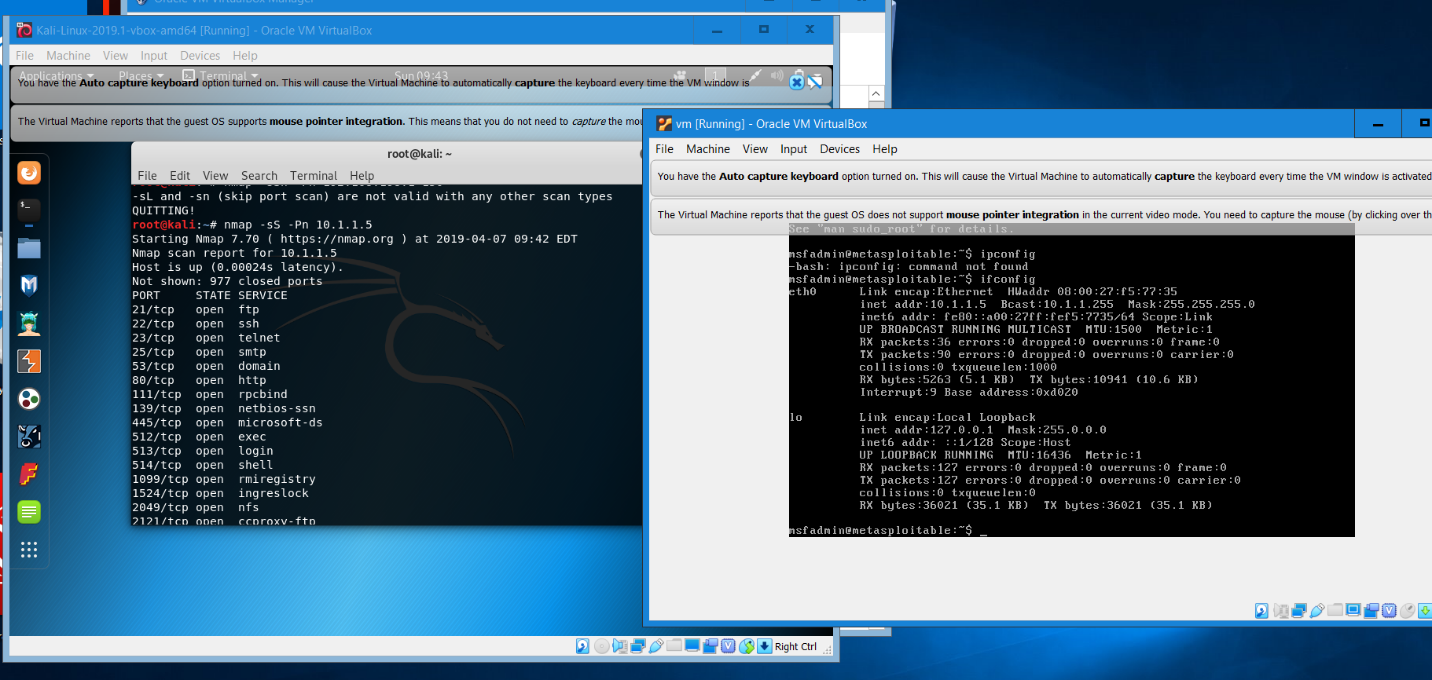 Oracle VM VirtualBox Manager
Kali-Linux-2019.1-vbox-amd64 [Running] - Oracle VM VirtualBox
File Machine View Input Devices Help
Applications Places Terminal Sun 09:43 1
You have the Auto capture keyboard option turned on. This will cause the Virtual Machine to automatically capture the keyboard every time the VM window is
The Virtual Machine reports that the guest OS supports mouse pointer integration. This means that you do not need to capture the mou
root@kali: ~
File Edit View Search Terminal Help
-sL and -sn (skip port scan) are not valid with any other scan types
QUITTING!
root@kali:~# nmap -sS -Pn 10.1.1.5
Starting Nmap 7.70 ( https://nmap.org ) at 2019-04-07 09:42 EDT
Nmap scan report for 10.1.1.5
Host is up (0.00024s latency).
Not shown: 977 closed ports
PORT STATE SERVICE
21/tcp open ftp
22/tcp open ssh
23/tcp open telnet
25/tcp open smtp
53/tcp open domain
80/tcp open http
111/tcp open rpcbind
139/tcp open netbios-ssn
445/tcp open microsoft-ds
512/tcp open exec
513/tcp open login
514/tcp open shell
1099/tcp open rmiregistry
1524/tcp open ingreslock
2049/tcp open nfs
2121/tcp open ccproxy-ftp
Right Ctrl
vm [Running] - Oracle VM VirtualBox
File Machine View Input Devices Help
You have the Auto capture keyboard option turned on. This will cause the Virtual Machine to automatically capture the keyboard every time the VM window is activated
The Virtual Machine reports that the guest OS does not support mouse pointer integration in the current video mode. You need to capture the mouse (by clicking over th
See "man sudo_root" for details.
msfadmin@metasploitable:~$ ipconfig
-bash: ipconfig: command not found
msfadmin@metasploitable:~$ ifconfig
eth0 Link encap:Ethernet HWaddr 08:00:27:f5:77:35
inet addr:10.1.1.5 Bcast:10.1.1.255 Mask:255.255.255.0
inet6 addr: fe80::a00:27ff:fef5:7735/64 Scope:Link
UP BROADCAST RUNNING MULTICAST MTU:1500 Metric:1
RX packets:36 errors:0 dropped:0 overruns:0 frame:0
TX packets:90 errors:0 dropped:0 overruns:0 carrier:0
collisions:0 txqueuelen:1000
RX bytes:5263 (5.1 KB) TX bytes:10941 (10.6 KB)
Interrupt:9 Base address:0xd020
lo Link encap:Local Loopback
inet addr:127.0.0.1 Mask:255.0.0.0
inet6 addr: ::1/128 Scope:Host
UP LOOPBACK RUNNING MTU:16436 Metric:1
RX packets:127 errors:0 dropped:0 overruns:0 frame:0
TX packets:127 errors:0 dropped:0 overruns:0 carrier:0
collisions:0 txqueuelen:0
RX bytes:36021 (35.1 KB) TX bytes:36021 (35.1 KB)
msfadmin@metasploitable:~$ _